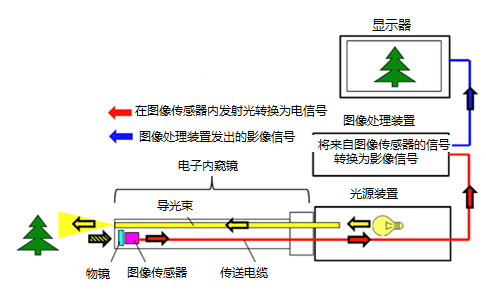 显示器
在图像传感器内发射光转换为电信号
图像处理装置发出的影像信号
图像处理装置
将来自图像传感器的信号
转换为影像信号
电子内窥镜
光源装置
导光束
物镜
图像传感器
传送电缆